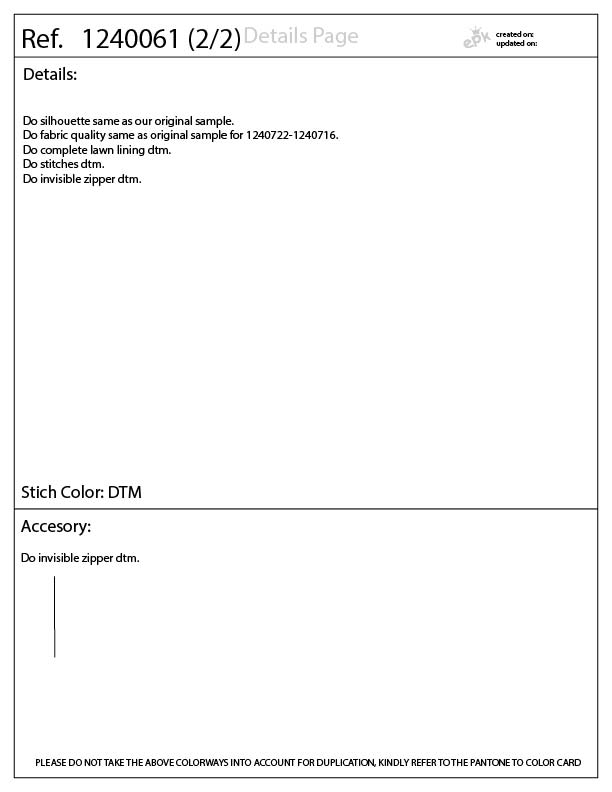 Ref. 1240061 (2/2) Details Page
epk
created on:
updated on:
Details:
Do silhouette same as our original sample.
Do fabric quality same as original sample for 1240722-1240716.
Do complete lawn lining dtm.
Do stitches dtm.
Do invisible zipper dtm.
Stich Color: DTM
Accesory:
Do invisible zipper dtm.
PLEASE DO NOT TAKE THE ABOVE COLORWAYS INTO ACCOUNT FOR DUPLICATION, KINDLY REFER TO THE PANTONE TO COLOR CARD